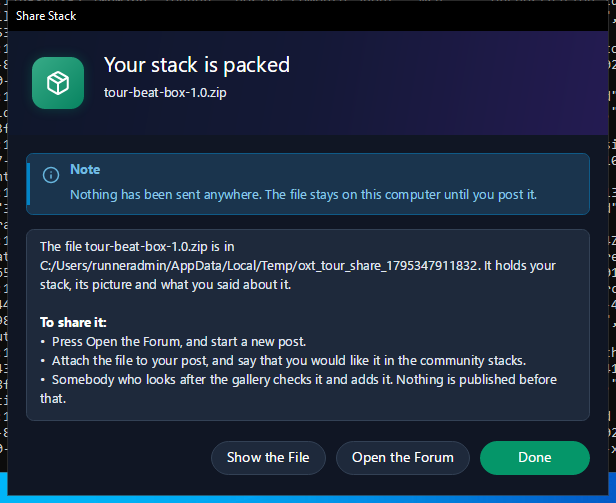 Share Stack
Your stack is packed
tour-beat-box-1.0.zip
Note
Nothing has been sent anywhere. The file stays on this computer until you post it.
The file tour-beat-box-1.0.zip is in
C:/Users/runneradmin/AppData/Local/Temp/oxt_tour_share_1795347911832. It holds your
stack, its picture and what you said about it.
To share it:
• Press Open the Forum, and start a new post.
• Attach the file to your post, and say that you would like it in the community stacks.
• Somebody who looks after the gallery checks it and adds it. Nothing is published before
that.
Show the File
Open the Forum
Done